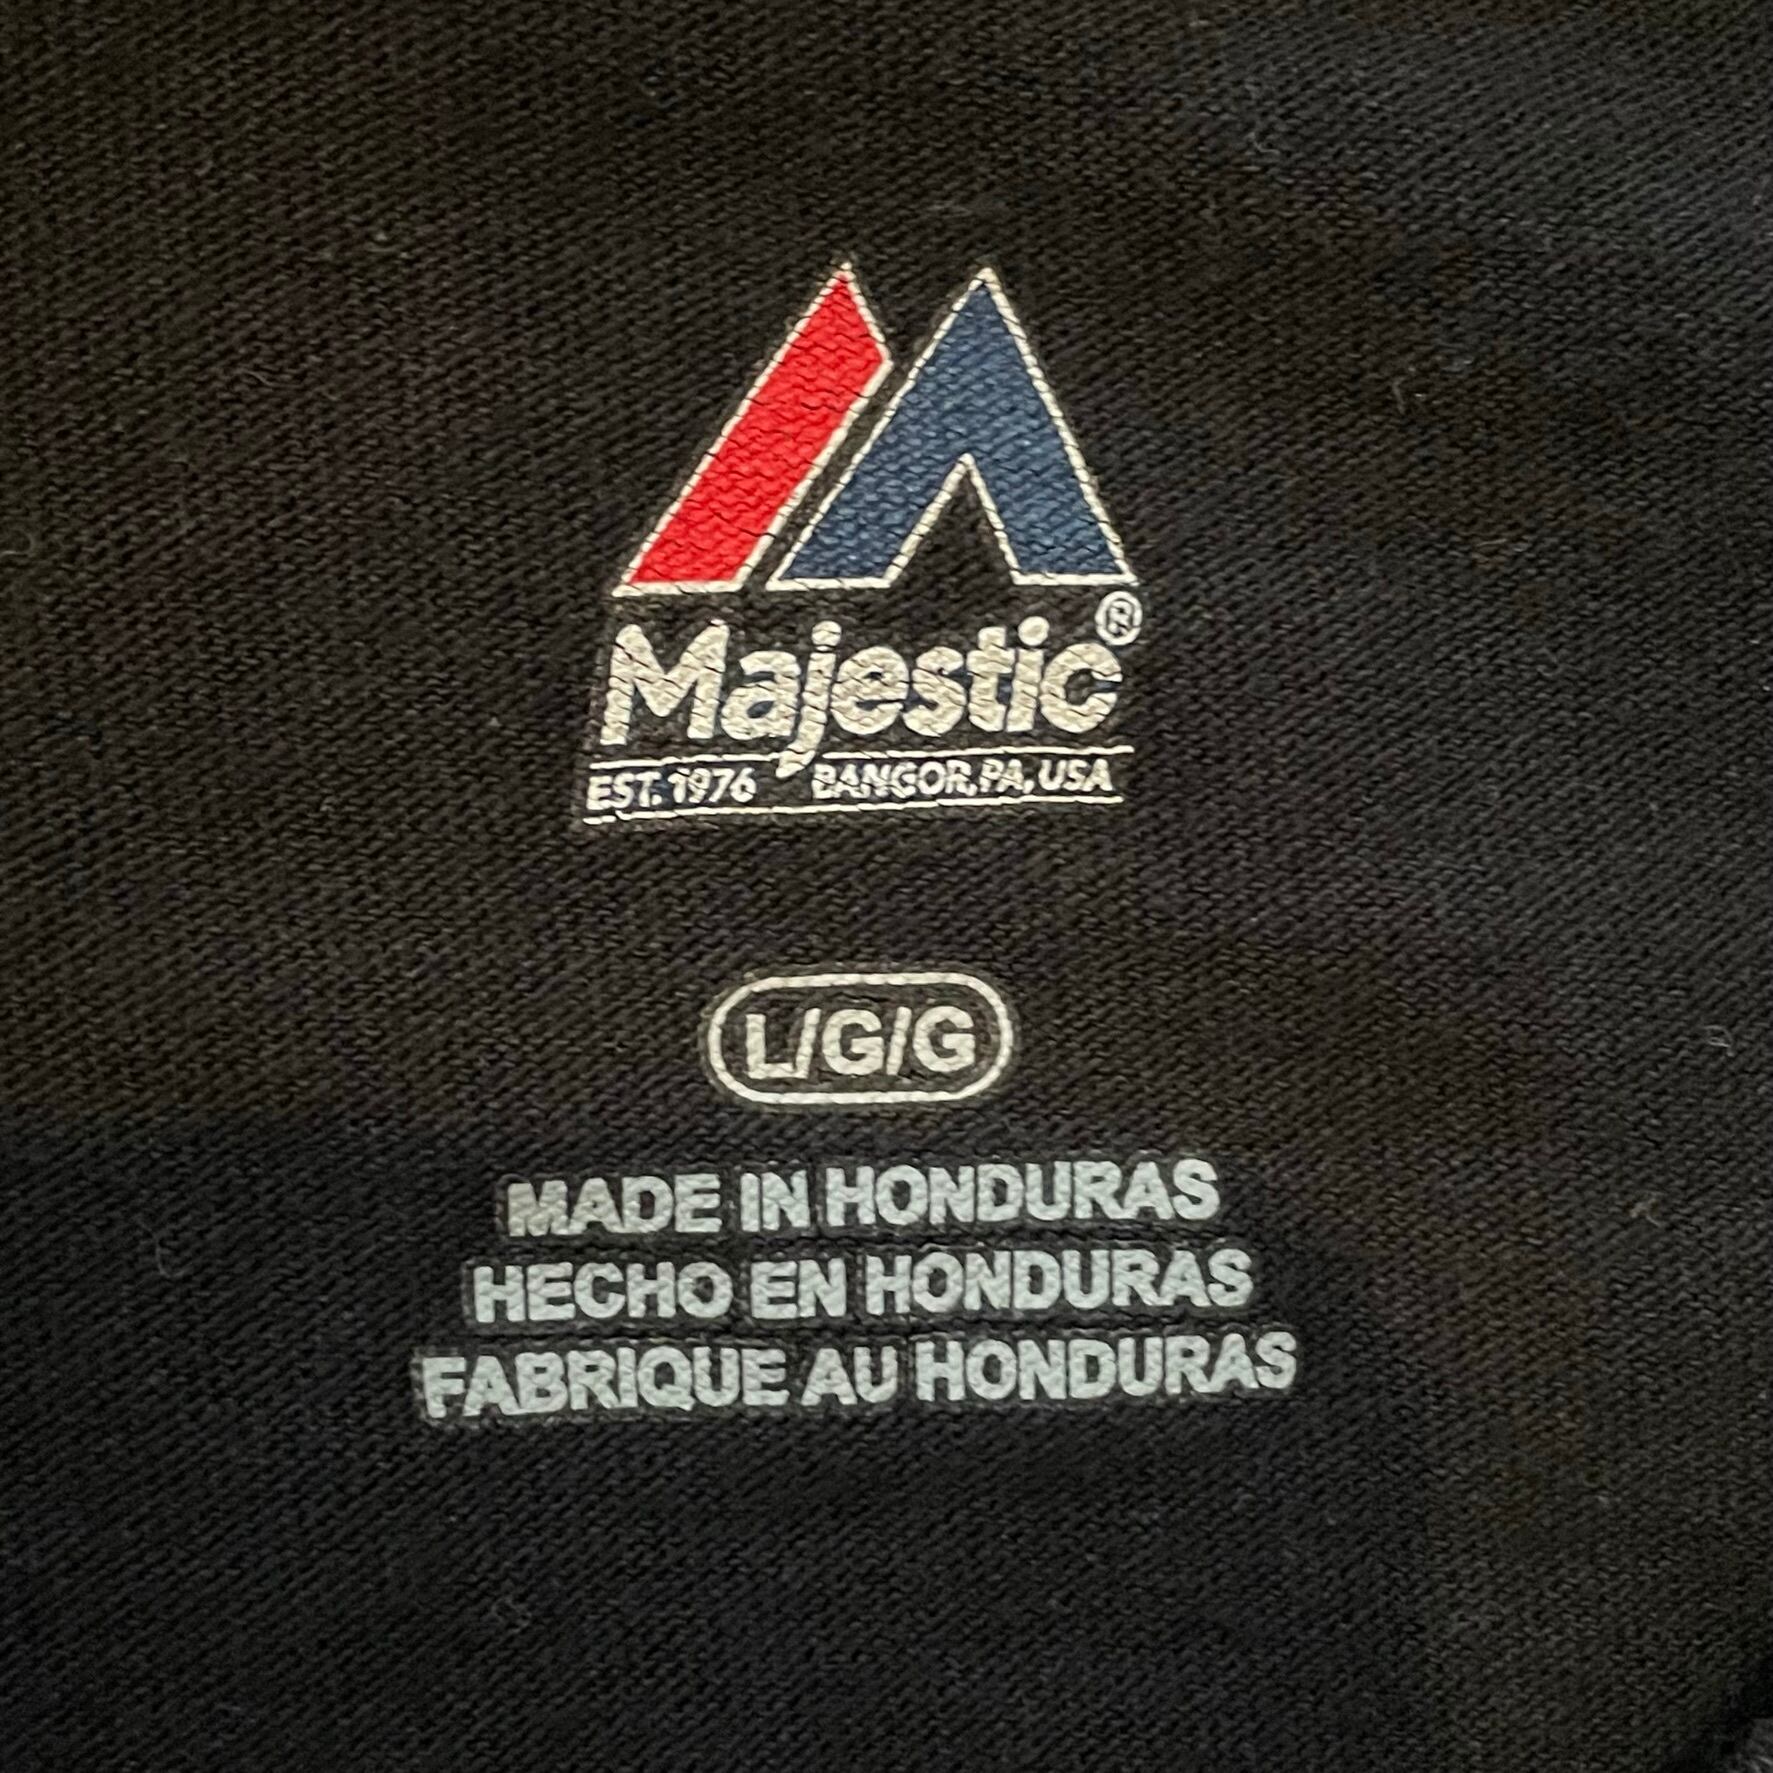 Majestic®
EST. 1976 BANGOR, PA, USA
L/G/G
MADE IN HONDURAS
HECHO EN HONDURAS
FABRIQUE AU HONDURAS